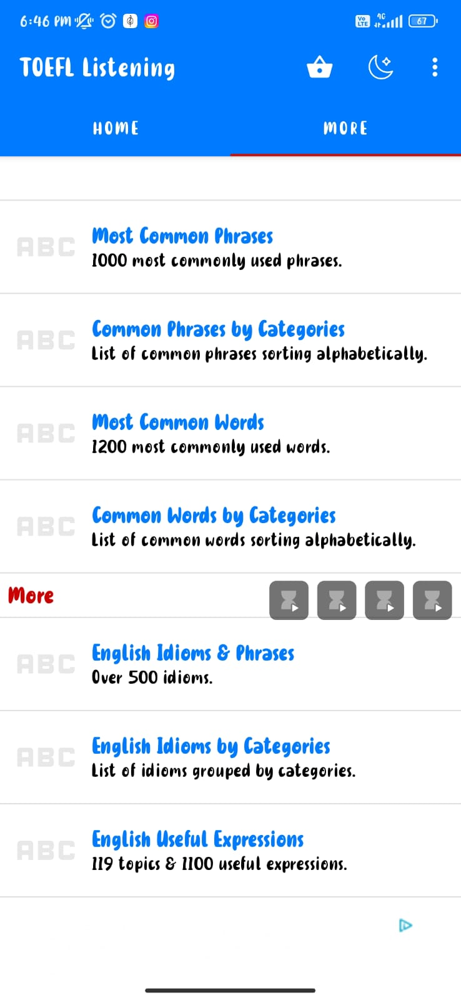 6:46 PM
Vo LTE 4G 67
TOEFL Listening
HOME
MORE
ABC
Most Common Phrases
1000 most commonly used phrases.
ABC
Common Phrases by Categories
List of common phrases sorting alphabetically.
ABC
Most Common Words
1200 most commonly used words.
ABC
Common Words by Categories
List of common words sorting alphabetically.
More
ABC
English Idioms & Phrases
Over 500 idioms.
ABC
English Idioms by Categories
List of idioms grouped by categories.
ABC
English Useful Expressions
119 topics & 1100 useful expressions.